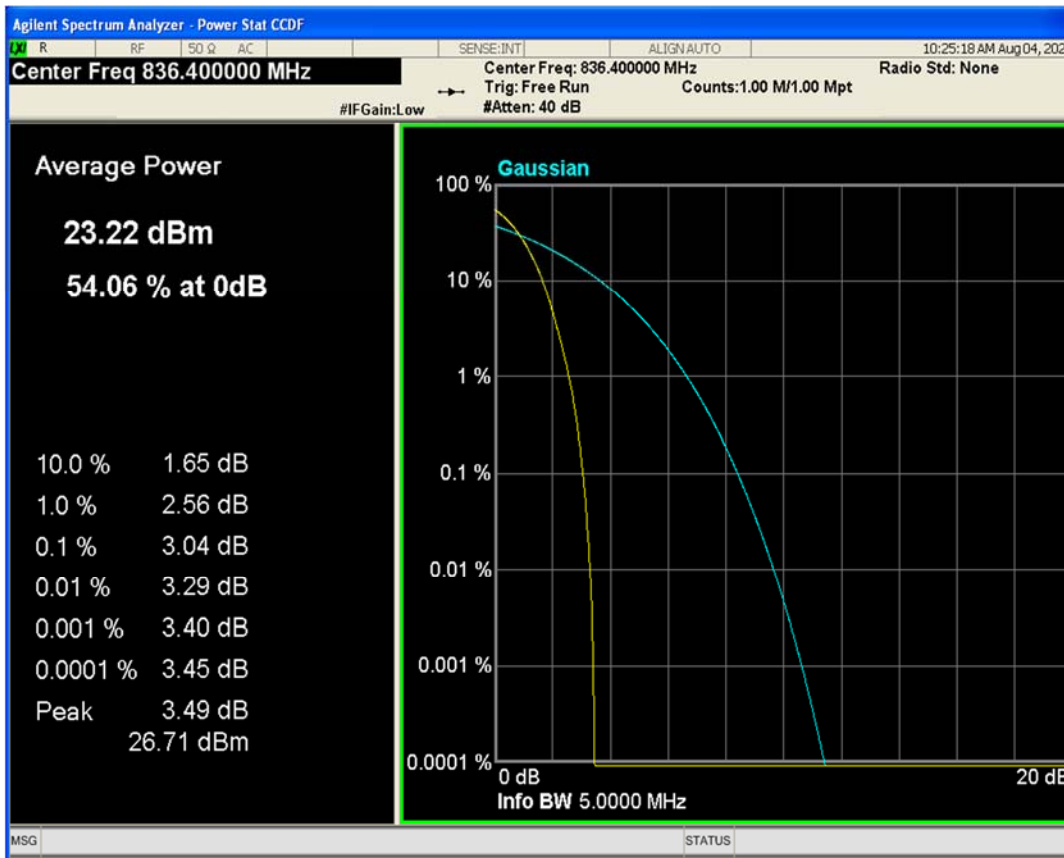 Agilent Spectrum Analyzer - Power Stat CCDF
LXI R RF 50 Ω AC SENSE:INT ALIGN AUTO 10:25:18 AM Aug 04, 202
Center Freq 836.400000 MHz
Center Freq: 836.400000 MHz Radio Std: None
Trig: Free Run Counts:1.00 M/1.00 Mpt
#IFGain:Low #Atten: 40 dB
Average Power
23.22 dBm
54.06 % at 0dB
10.0 % 1.65 dB
1.0 % 2.56 dB
0.1 % 3.04 dB
0.01 % 3.29 dB
0.001 % 3.40 dB
0.0001 % 3.45 dB
Peak 3.49 dB
26.71 dBm
Gaussian
100 %
10 %
1 %
0.1 %
0.01 %
0.001 %
0.0001 %
0 dB 20 dB
Info BW 5.0000 MHz
MSG STATUS